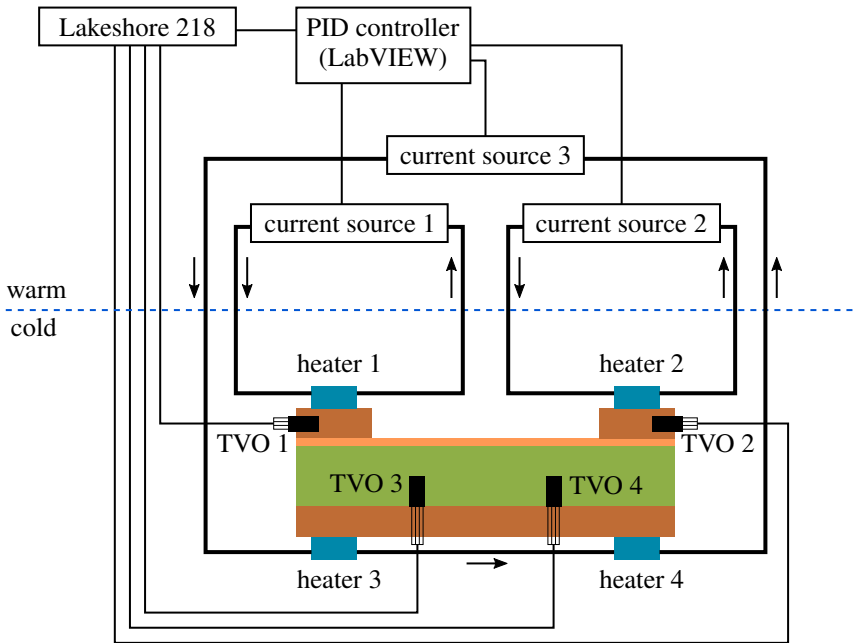 Lakeshore 218
PID controller
(LabVIEW)
current source 3
current source 1
current source 2
warm
cold
heater 1
heater 2
TVO 1
TVO 2
TVO 3
TVO 4
heater 3
heater 4